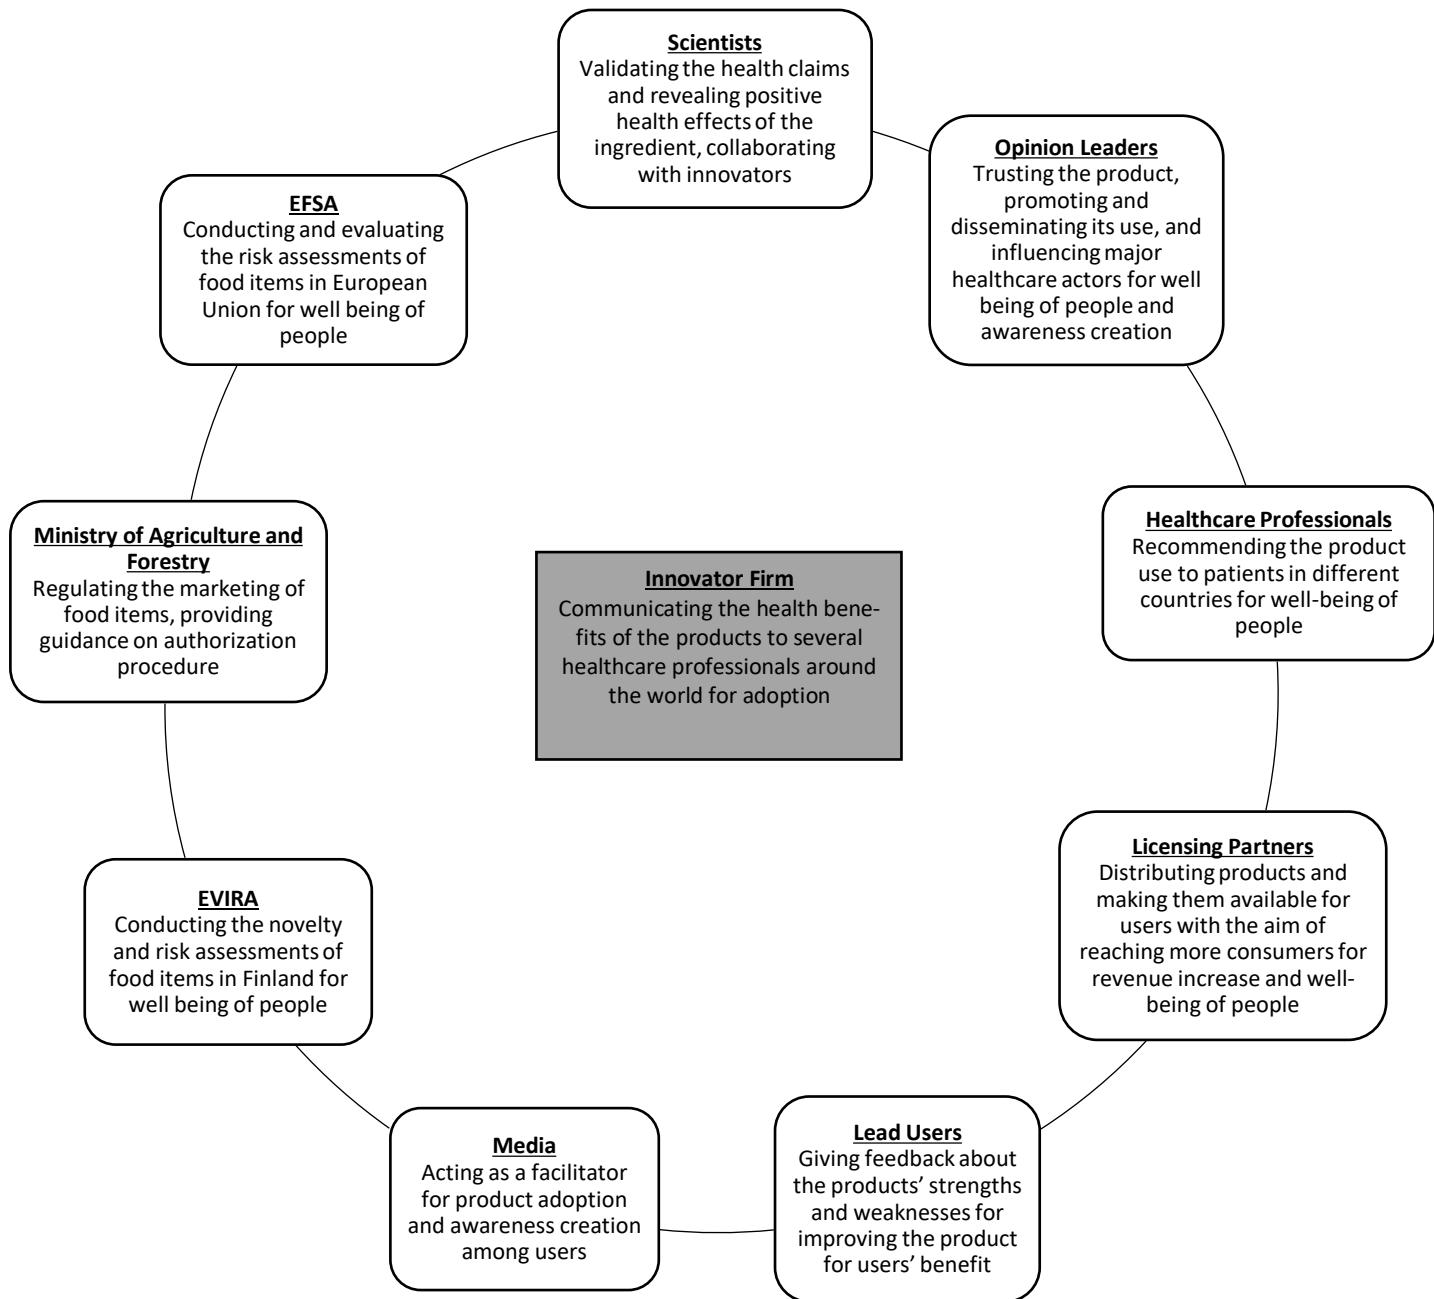 Scientists
Validating the health claims
and revealing positive
health effects of the
ingredient, collaborating
with innovators
Opinion Leaders
Trusting the product,
promoting and
disseminating its use, and
influencing major
healthcare actors for well
being of people and
awareness creation
EFSA
Conducting and evaluating
the risk assessments of
food items in European
Union for well being of
people
Healthcare Professionals
Recommending the product
use to patients in different
countries for well-being of
people
Ministry of Agriculture and
Forestry
Regulating the marketing of
food items, providing
guidance on authorization
procedure
Innovator Firm
Communicating the health bene-
fits of the products to several
healthcare professionals around
the world for adoption
Licensing Partners
Distributing products and
making them available for
users with the aim of
reaching more consumers for
revenue increase and well-
being of people
EVIRA
Conducting the novelty
and risk assessments of
food items in Finland for
well being of people
Lead Users
Giving feedback about
the products’ strengths
and weaknesses for
improving the product
for users’ benefit
Media
Acting as a facilitator
for product adoption
and awareness creation
among users